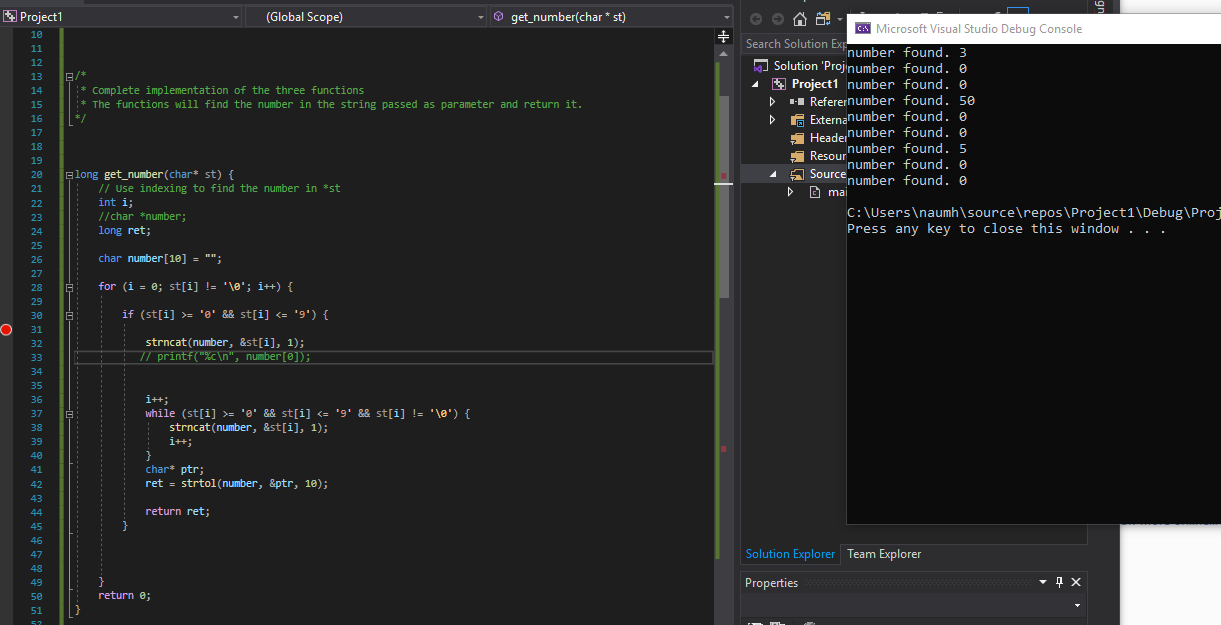 Project1
(Global Scope)
get_number(char * st)
10
11
12
13 /*
14 * Complete implementation of the three functions
15 * The functions will find the number in the string passed as parameter and return it.
16 */
17
18
19
20 long get_number(char* st) {
21 // Use indexing to find the number in *st
22 int i;
23 //char *number;
24 long ret;
25
26 char number[10] = "";
27
28 for (i = 0; st[i] != '\0'; i++) {
29
30 if (st[i] >= '0' && st[i] <= '9') {
31
32 strncat(number, &st[i], 1);
33 // printf("%c\n", number[0]);
34
35
36 i++;
37 while (st[i] >= '0' && st[i] <= '9' && st[i] != '\0') {
38 strncat(number, &st[i], 1);
39 i++;
40 }
41 char* ptr;
42 ret = strtol(number, &ptr, 10);
43
44 return ret;
45 }
46
47
48
49 }
50 return 0;
51 }
52
Search Solution Exp
Solution 'Proj
Project1
Referen
Externa
Header
Resour
Source
mai
Solution Explorer
Team Explorer
Properties
Microsoft Visual Studio Debug Console
number found. 3
number found. 0
number found. 0
number found. 50
number found. 0
number found. 0
number found. 5
number found. 0
number found. 0
C:\Users\naumh\source\repos\Project1\Debug\Proj
Press any key to close this window . . .